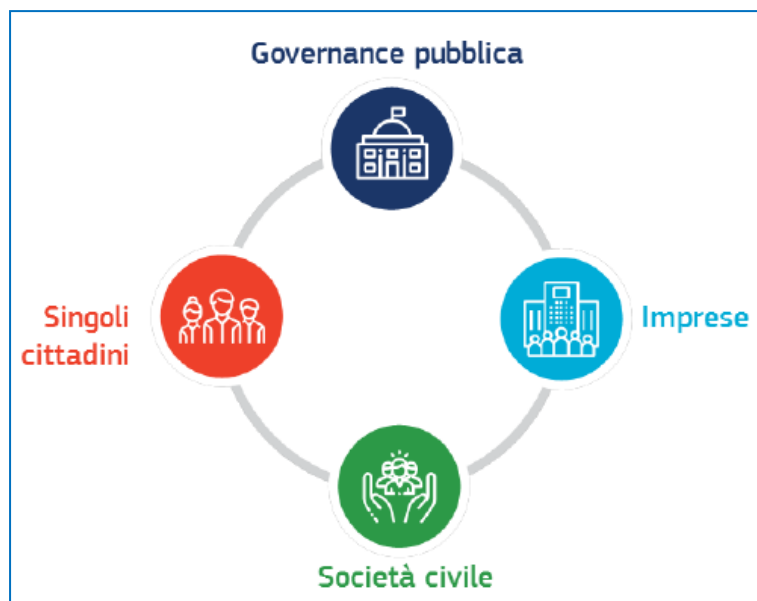 Governance pubblica
Singoli
cittadini
Imprese
Società civile